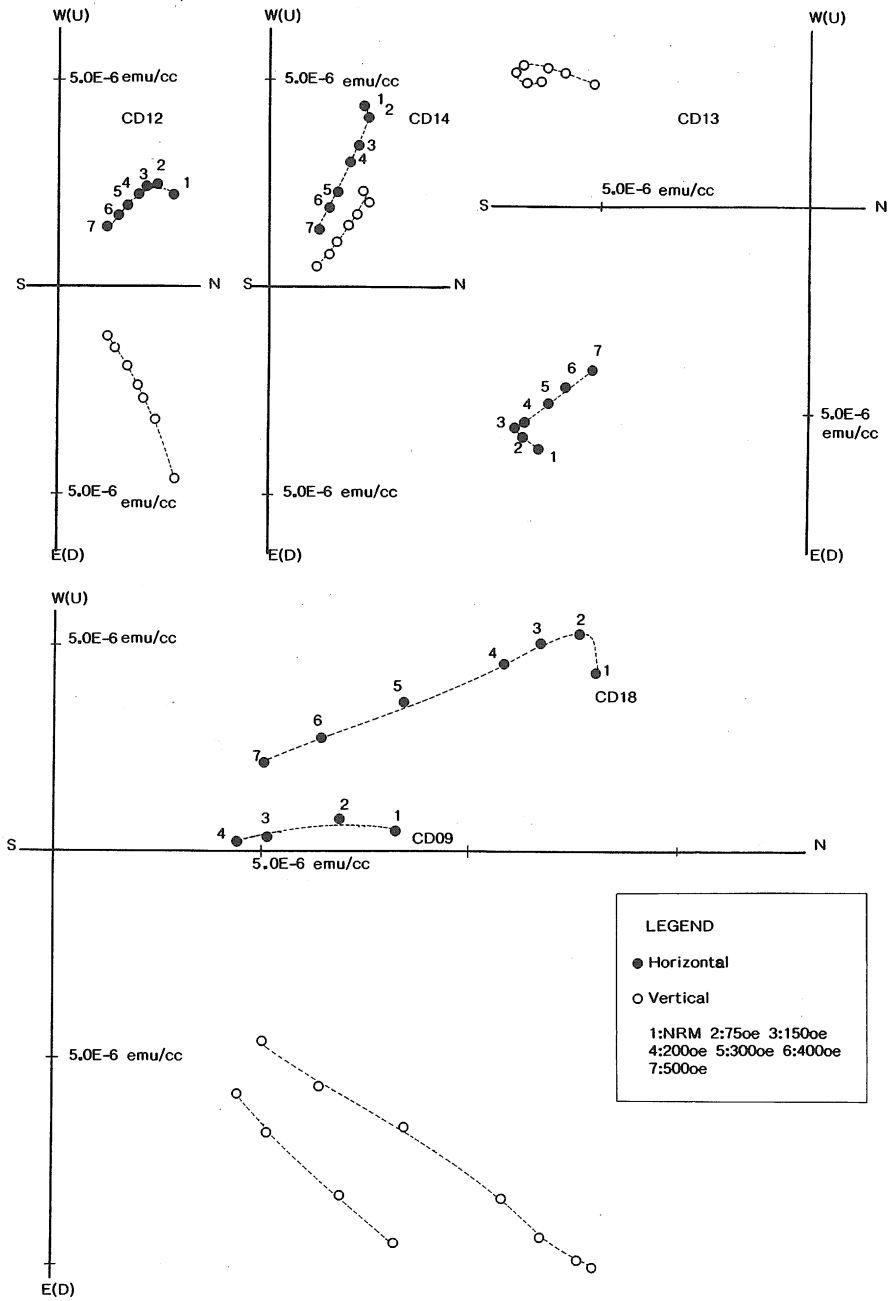 W(U)
5.0E-6 emu/cc
CD12
3
2
4
1
5
6
7
S
N
5.0E-6
emu/cc
E(D)
W(U)
5.0E-6
emu/cc
1
2
CD14
3
4
5
6
7
S
N
5.0E-6 emu/cc
E(D)
W(U)
CD13
5.0E-6 emu/cc
S
N
7
6
5
4
3
2
1
5.0E-6
emu/cc
E(D)
W(U)
5.0E-6 emu/cc
2
3
4
1
CD18
5
6
7
2
3
1
4
CD09
S
N
5.0E-6 emu/cc
5.0E-6 emu/cc
E(D)
LEGEND
Horizontal
Vertical
1:NRM 2:75oe 3:150oe
4:200oe 5:300oe 6:400oe
7:500oe